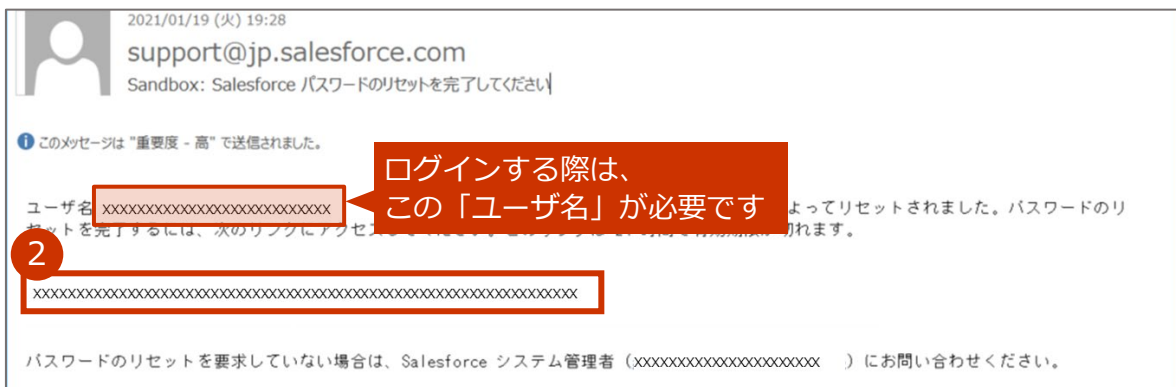 2021/01/19 (火) 19:28
support@jp.salesforce.com
Sandbox: Salesforce パスワードのリセットを完了してください
このメッセージは "重要度 - 高" で送信されました。
ログインする際は、
この「ユーザ名」が必要です
ユーザ名 xxxxxxxxxxxxxxxxxxxxxxxxxxx よってリセットされました。パスワードのリ
セットを完了するには、次のリンクにアクセス 切れます。
2
xxxxxxxxxxxxxxxxxxxxxxxxxxxxxxxxxxxxxxxxxxxxxxxxxxxxxxxxxxxxxxxx
パスワードのリセットを要求していない場合は、Salesforce システム管理者（xxxxxxxxxxxxxxxxxxxxxx ）にお問い合わせください。